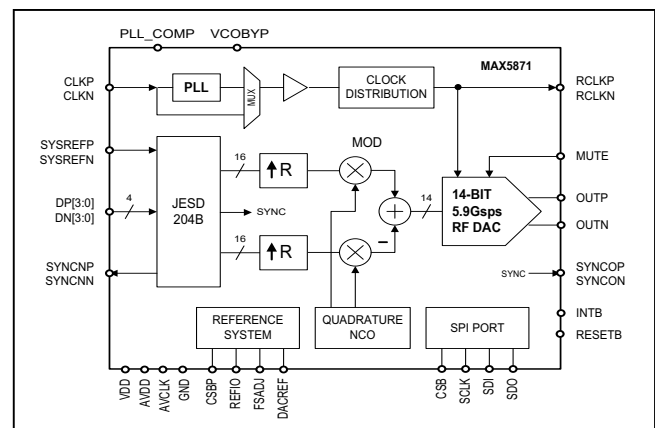 PLL_COMP
VCOBYP
MAX5871
CLKP
CLKN
PLL
MUX
CLOCK
DISTRIBUTION
RCLKP
RCLKN
SYSREFP
SYSREFN
MOD
MUTE
16
R
JESD
204B
DP[3:0]
DN[3:0]
4
SYNC
14
14-BIT
5.9Gsps
RF DAC
OUTP
OUTN
16
R
SYNCNP
SYNCNN
SYNC
SYNCOP
SYNCON
REFERENCE
SYSTEM
QUADRATURE
NCO
SPI PORT
INTB
RESETB
VDD
AVDD
AVCLK
GND
CSBP
REFIO
FSADJ
DACREF
CSB
SCLK
SDI
SDO